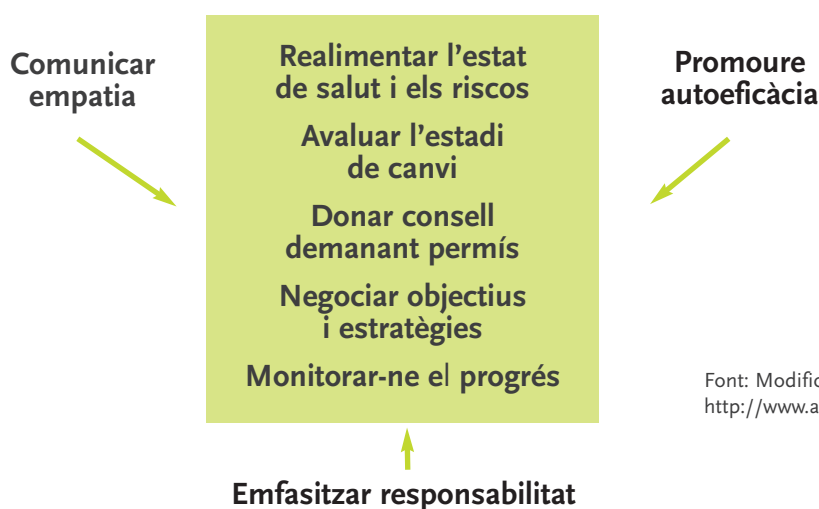 Comunicar
empatia
Realimentar l’estat
de salut i els riscos
Avaluar l’estadi
de canvi
Donar consell
demanant permís
Negociar objectius
i estratègies
Monitorar-ne el progrés
Promoure
autoeficàcia
Font:
http://www.a
Emfasitzar responsabilitat